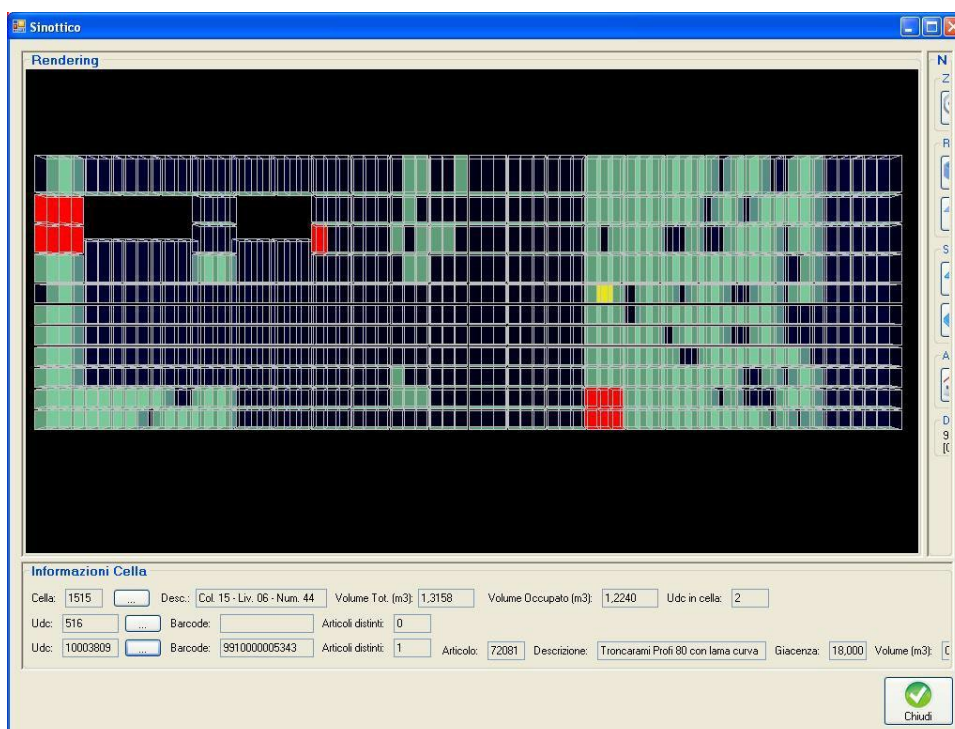 Sinottico
Rendering
N
Z
R
S
A
D
9
Informazioni Cella
Cella: 1515 ... Desc.: Col. 15 - Liv. 06 - Num. 44 Volume Tot. (m3): 1,3158 Volume Occupato (m3): 1,2240 Udc in cella: 2
Udc: 516 ... Barcode: Articoli distinti: 0
Udc: 10003809 ... Barcode: 9910000005343 Articoli distinti: 1 Articolo: 72081 Descrizione: Troncarami Profi 80 con lama curva Giacenza: 18,000 Volume (m3):
Chiudi